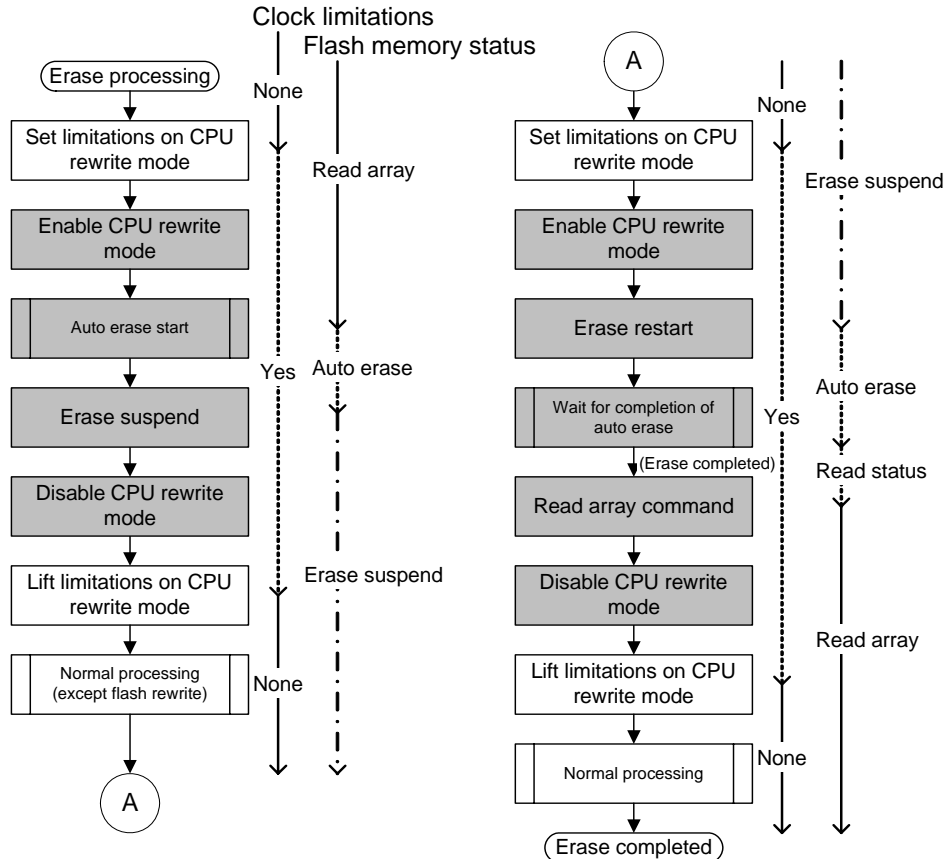 Clock limitations
Flash memory status
Erase processing
None
Set limitations on CPU
rewrite mode
Read array
Enable CPU rewrite
mode
Auto erase start
Yes
Auto erase
Erase suspend
Disable CPU rewrite
mode
Erase suspend
Lift limitations on CPU
rewrite mode
Normal processing
(except flash rewrite)
None
A
A
None
Set limitations on CPU
rewrite mode
Erase suspend
Enable CPU rewrite
mode
Erase restart
Auto erase
Wait for completion of
auto erase
Yes
(Erase completed)
Read status
Read array command
Disable CPU rewrite
mode
Read array
Lift limitations on CPU
rewrite mode
None
Normal processing
Erase completed